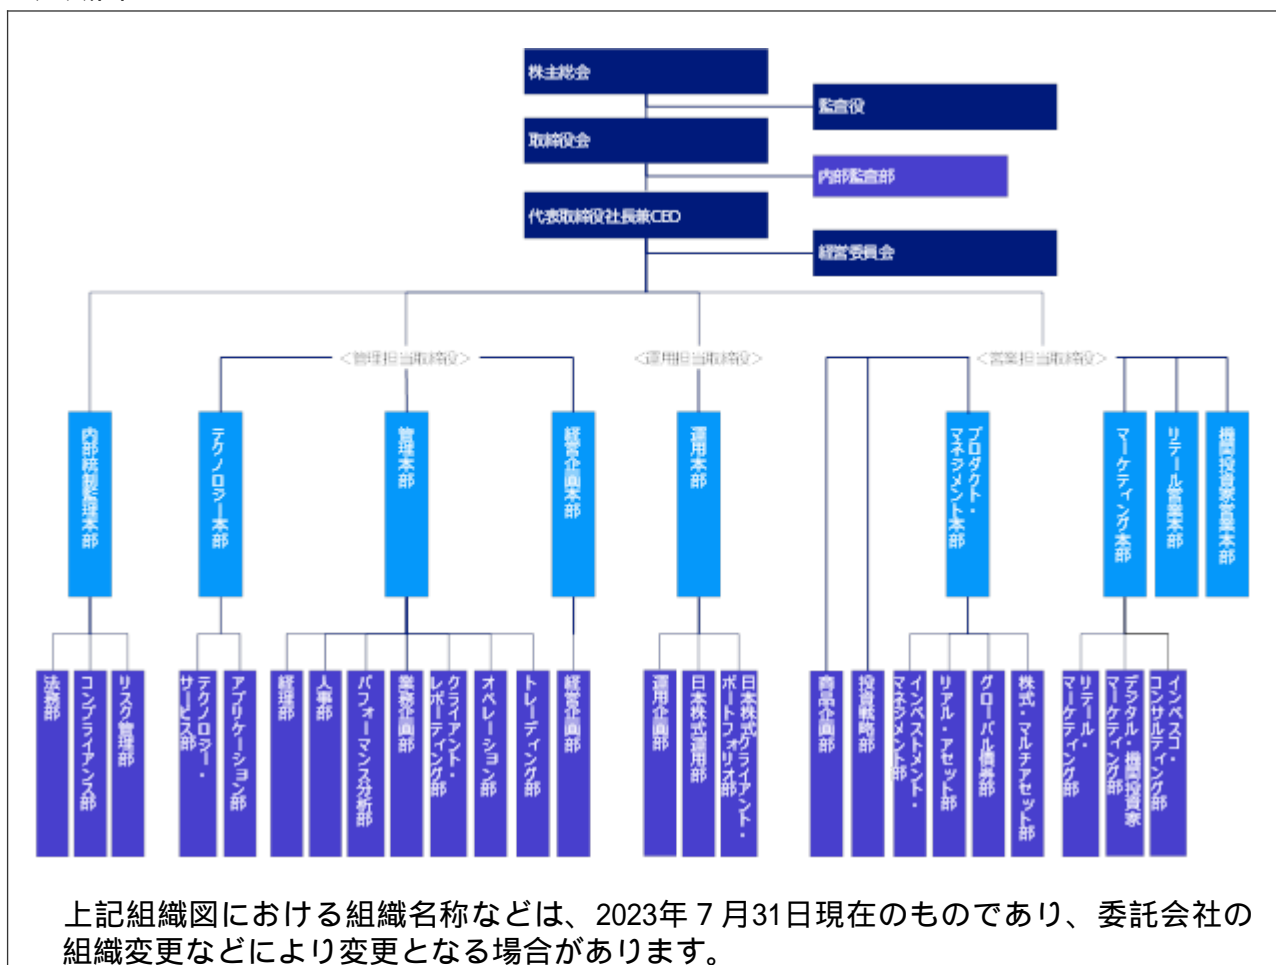 株主総会
監査役
取締役会
内部監査部
代表取締役社長兼CEO
経営委員会
<管理担当取締役>
<運用担当取締役>
<営業担当取締役>
内部統制監理本部
テクノロジー本部
管理本部
経営企画本部
運用本部
プロダクト・
マネジメント本部
マーケティング本部
リテール営業本部
機関投資家営業本部
法務部
コンプライアンス部
リスク管理部
テクノロジー・
サービス部
アプリケーション部
経理部
人事部
パフォーマンス分析部
業務企画部
クライアント・
レポーティング部
オペレーション部
トレーディング部
経営企画部
運用企画部
日本株式運用部
日本株式クライアント・
ポートフォリオ部
商品企画部
投資戦略部
インベストメント・
マネジメント部
リアル・アセット部
グローバル債券部
株式・マルチアセット部
リテール・
マーケティング部
デジタル・機関投資家
マーケティング部
インベスコ・
コンサルティング部
上記組織図における組織名称などは、2023年7月31日現在のものであり、委託会社の
組織変更などにより変更となる場合があります。